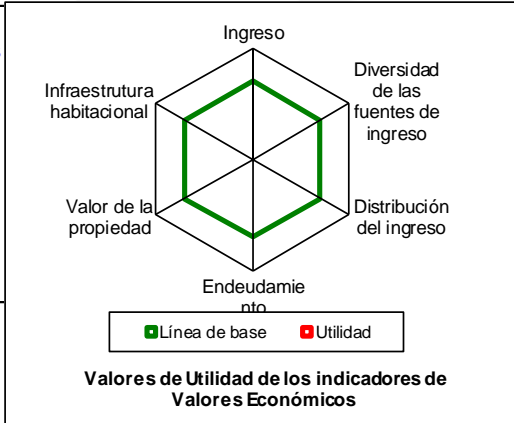 Ingreso
Diversidad
de las
fuentes de
ingreso
Infraestrutura
habitacional
Valor de la
propiedad
Distribución
del ingreso
Endeudamie
nto
Línea de base
Utilidad
Valores de Utilidad de los indicadores de
Valores Económicos